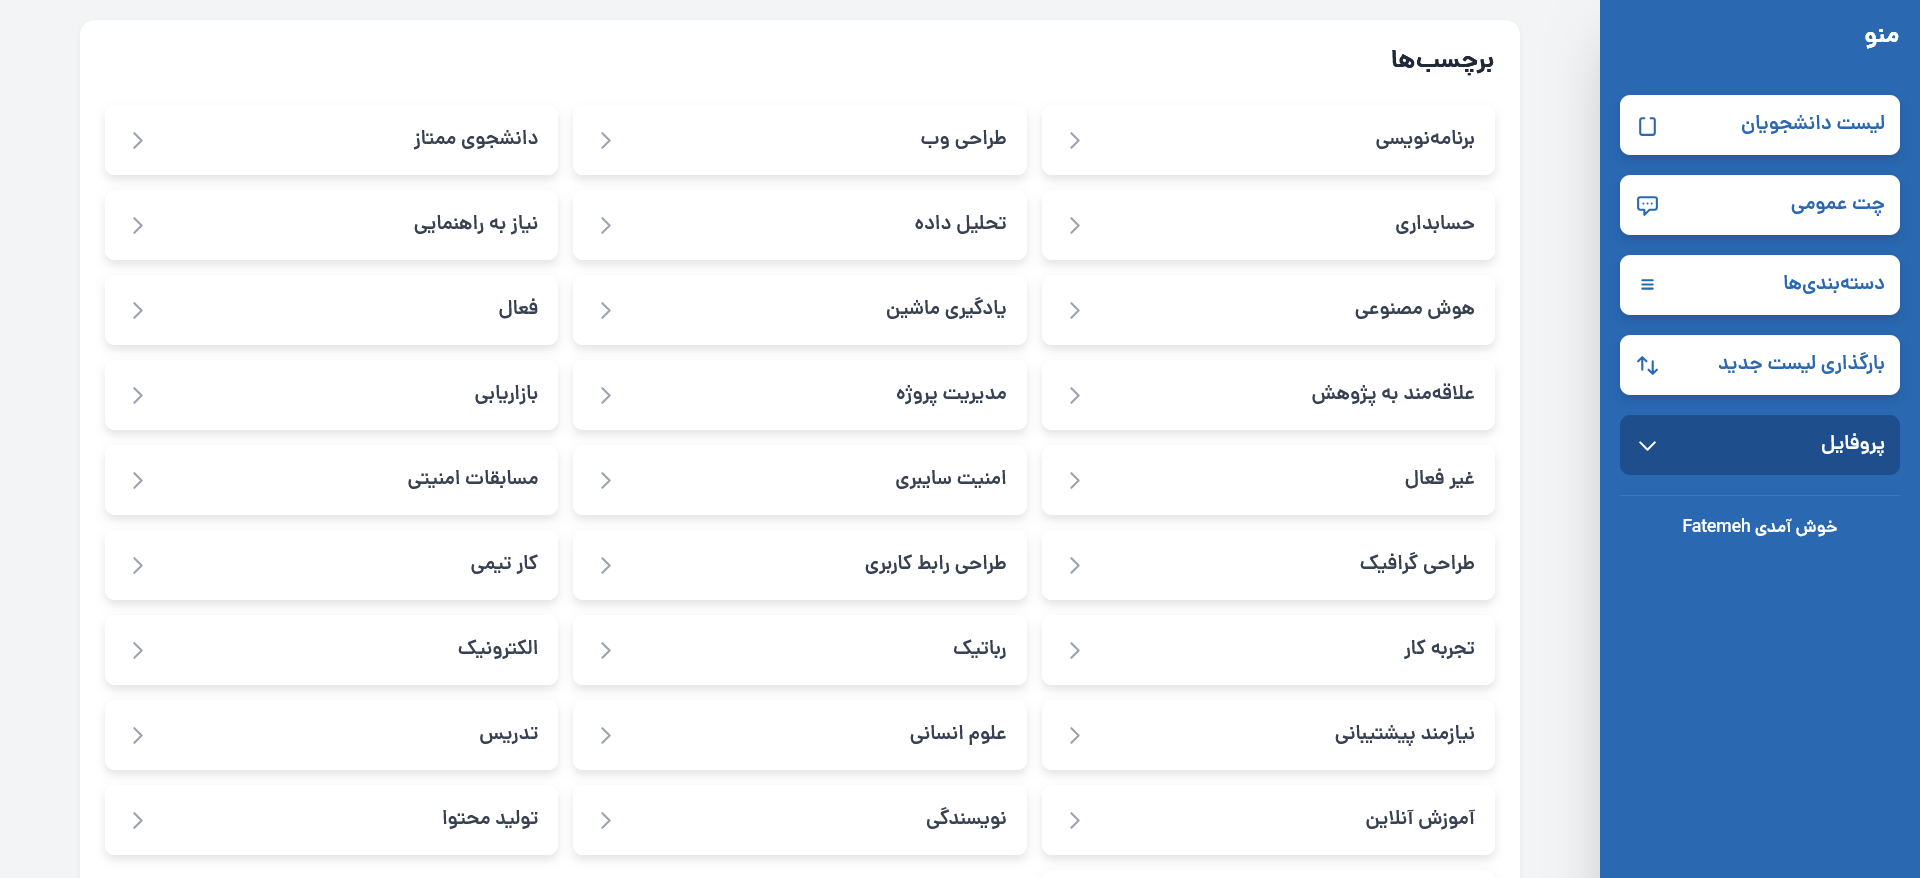 منو
لیست دانشجویان
چت عمومی
دسته‌بندی‌ها
بارگذاری لیست جدید
پروفایل
خوش آمدی Fatemeh
برچسب‌ها
برنامه‌نویسی
طراحی وب
دانشجوی ممتاز
حسابداری
تحلیل داده
نیاز به راهنمایی
هوش مصنوعی
یادگیری ماشین
فعال
علاقه‌مند به پژوهش
مدیریت پروژه
بازاریابی
غیر فعال
امنیت سایبری
مسابقات امنیتی
طراحی گرافیک
طراحی رابط کاربری
کار تیمی
تجربه کار
رباتیک
الکترونیک
نیازمند پیشتیبانی
علوم انسانی
تدریس
آموزش آنلاین
نویسندگی
تولید محتوا